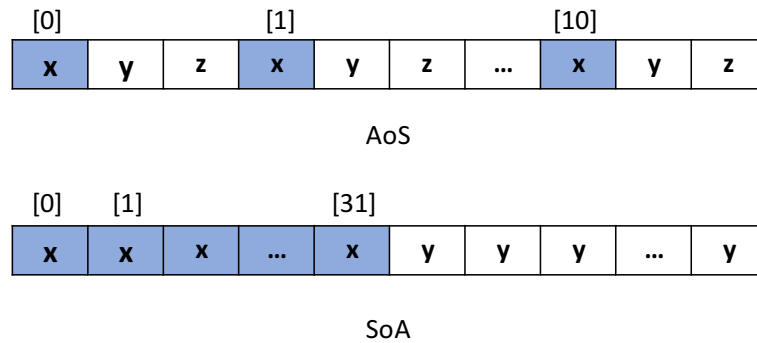 [0] [1] [10]
x y z x y z ... x y z
AoS
[0] [1] [31]
x x x ... x y y y ... y
SoA